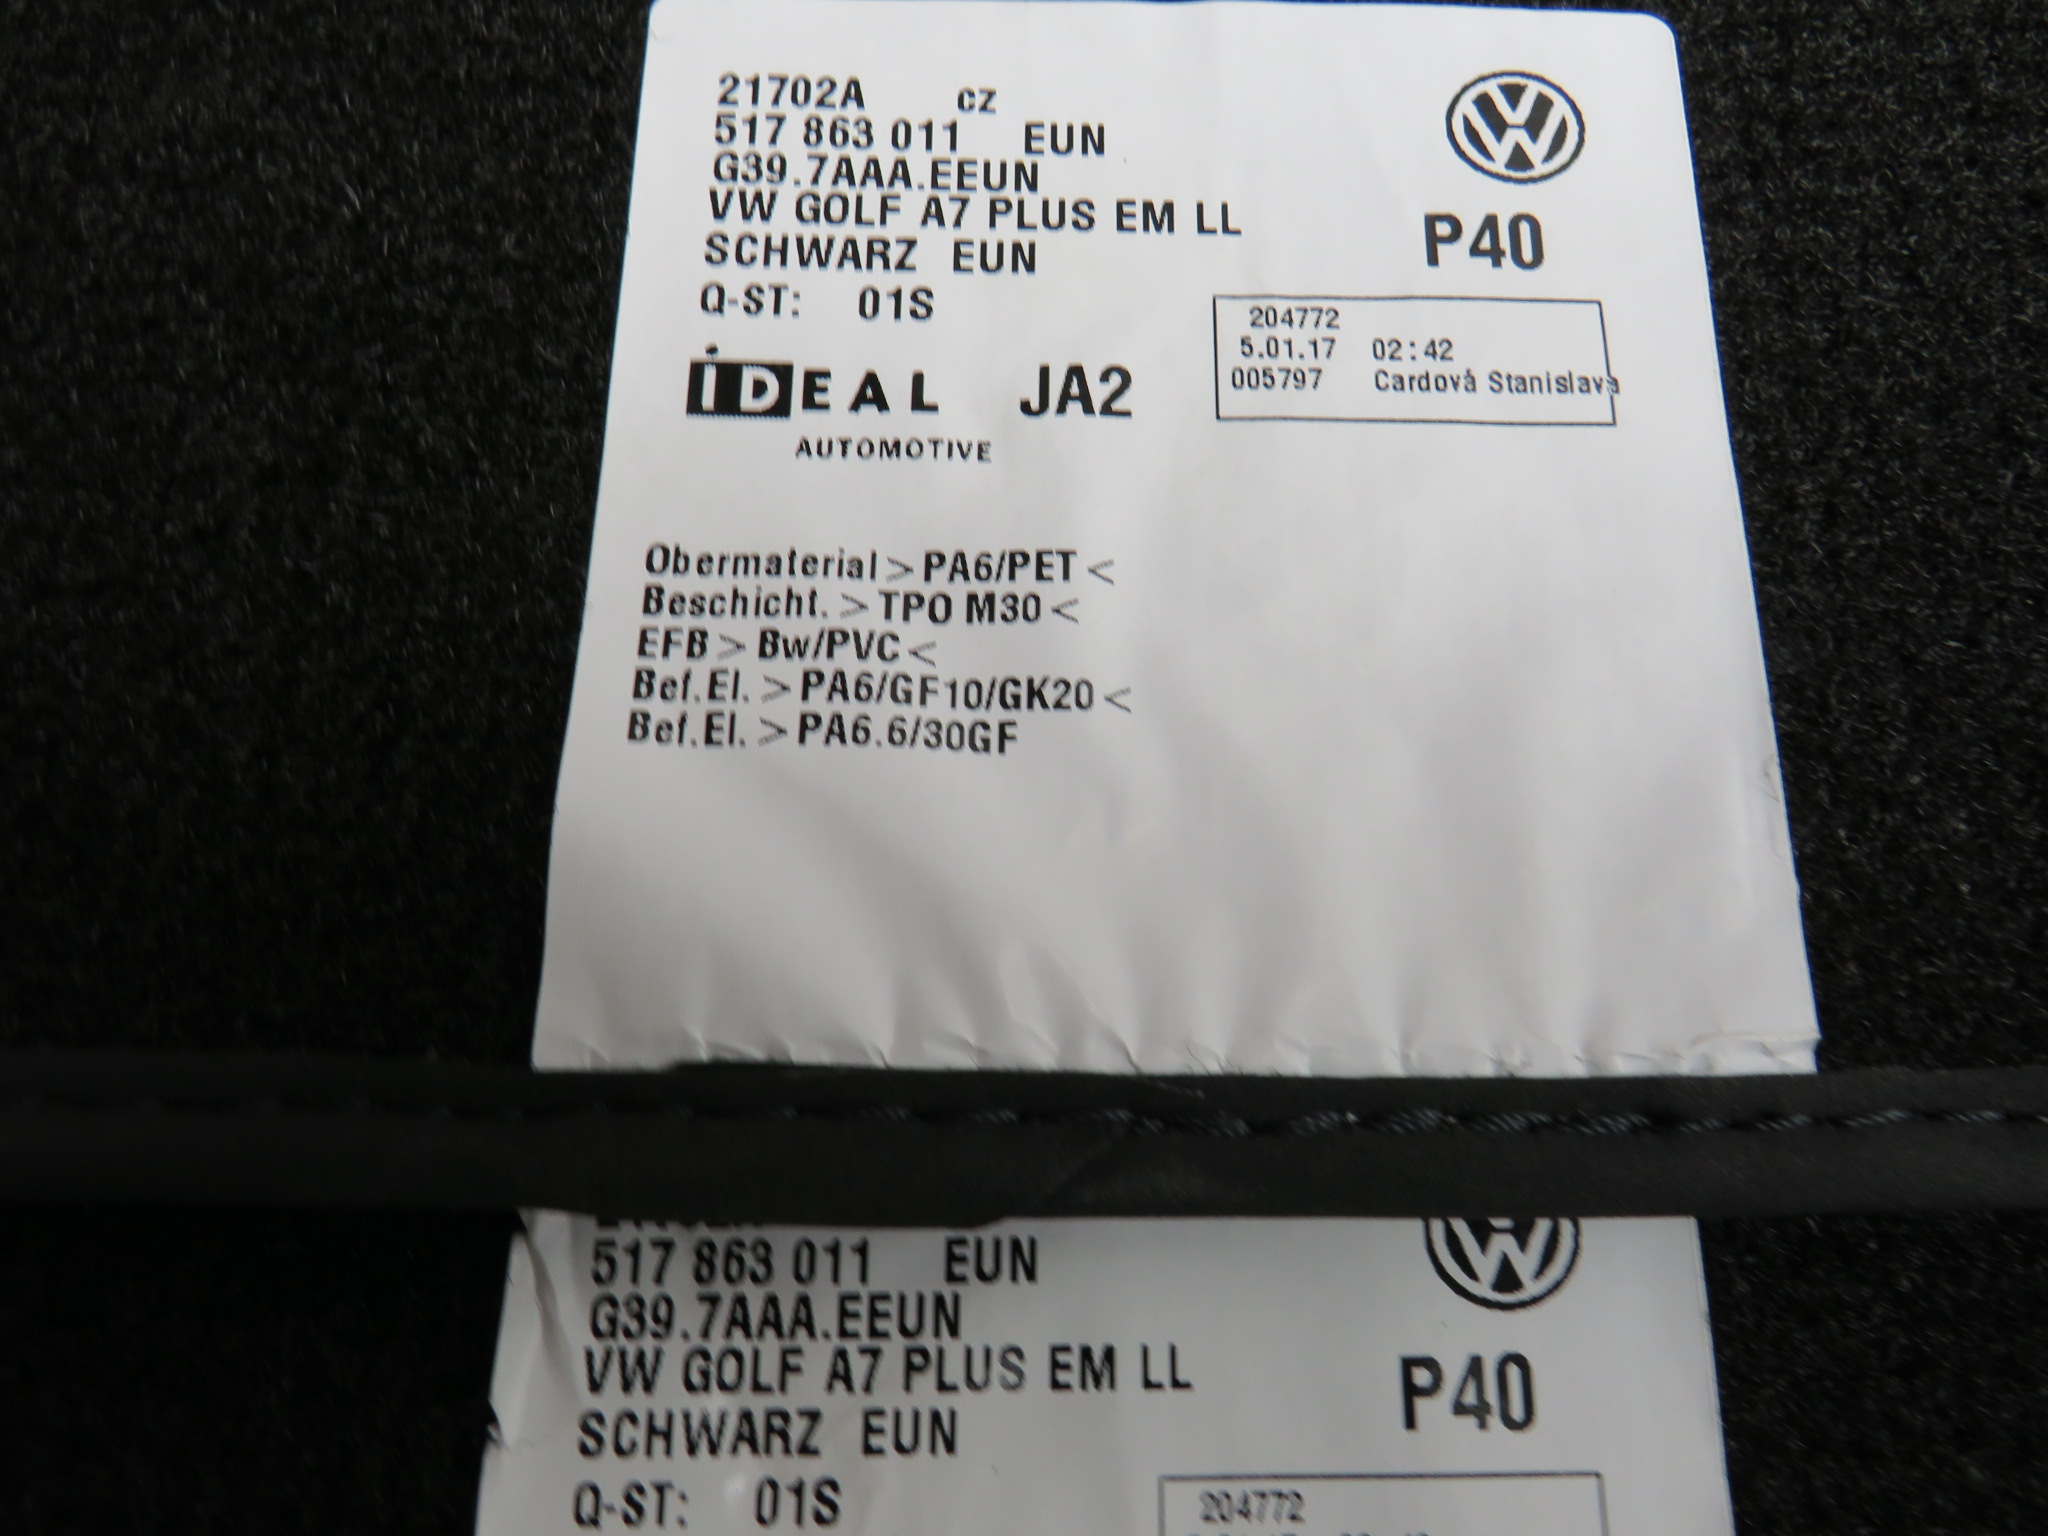 21702A cz
517 863 011 EUN
G39.7AAA.EEUN
VW GOLF A7 PLUS EM LL
SCHWARZ EUN
Q-ST: 01S
P40
204772
5.01.17 02:42
005797 Cardová Stanislava
IDEAL JA2
AUTOMOTIVE
Obermaterial > PA6/PET <
Beschicht. > TPO M30 <
EFB > Bw/PVC <
Bef.El. > PA6/GF10/GK20 <
Bef.El. > PA6.6/30GF
517 863 011 EUN
G39.7AAA.EEUN
VW GOLF A7 PLUS EM LL
SCHWARZ EUN
Q-ST: 01S
P40
204772